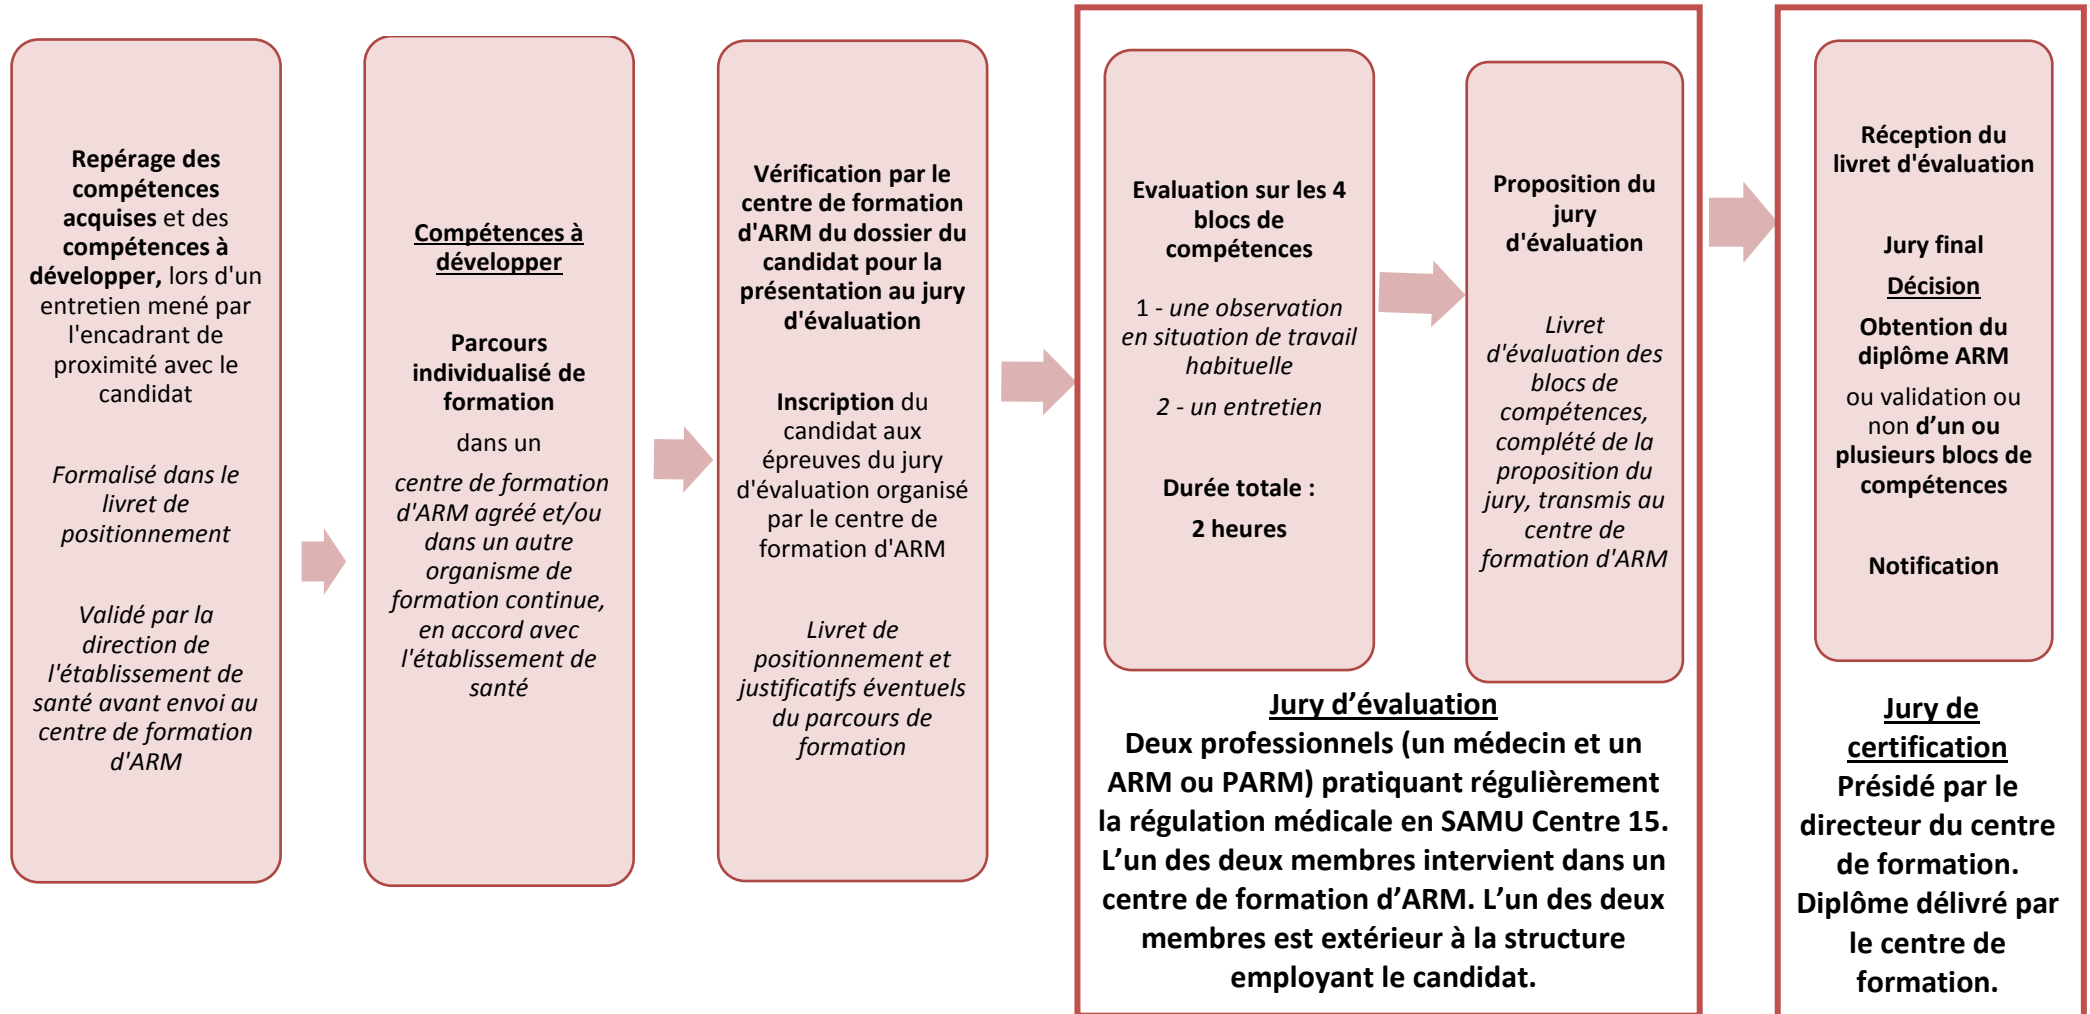 Repérage des
compétences
acquises et des
compétences à
développer, lors d'un
entretien mené par
l'encadrant de
proximité avec le
candidat
Formalisé dans le
livret de
positionnement
Validé par la
direction de
l'établissement de
santé avant envoi au
centre de formation
d'ARM
Compétences à
développer
Parcours
individualisé de
formation
dans un
centre de formation
d'ARM agréé et/ou
dans un autre
organisme de
formation continue,
en accord avec
l'établissement de
santé
Vérification par le
centre de formation
d'ARM du dossier du
candidat pour la
présentation au jury
d'évaluation
Inscription du
candidat aux
épreuves du jury
d'évaluation organisé
par le centre de
formation d'ARM
Livret de
positionnement et
justificatifs éventuels
du parcours de
formation
Evaluation sur les 4
blocs de
compétences
1 - une observation
en situation de travail
habituelle
2 - un entretien
Durée totale :
2 heures
Proposition du
jury
d'évaluation
Livret
d'évaluation des
blocs de
compétences,
complété de la
proposition du
jury, transmis au
centre de
formation d'ARM
Jury d’évaluation
Deux professionnels (un médecin et un
ARM ou PARM) pratiquant régulièrement
la régulation médicale en SAMU Centre 15.
L’un des deux membres intervient dans un
centre de formation d’ARM. L’un des deux
membres est extérieur à la structure
employant le candidat.
Réception du
livret d'évaluation
Jury final
Décision
Obtention du
diplôme ARM
ou validation ou
non d’un ou
plusieurs blocs de
compétences
Notification
Jury de
certification
Présidé par le
directeur du centre
de formation.
Diplôme délivré par
le centre de
formation.